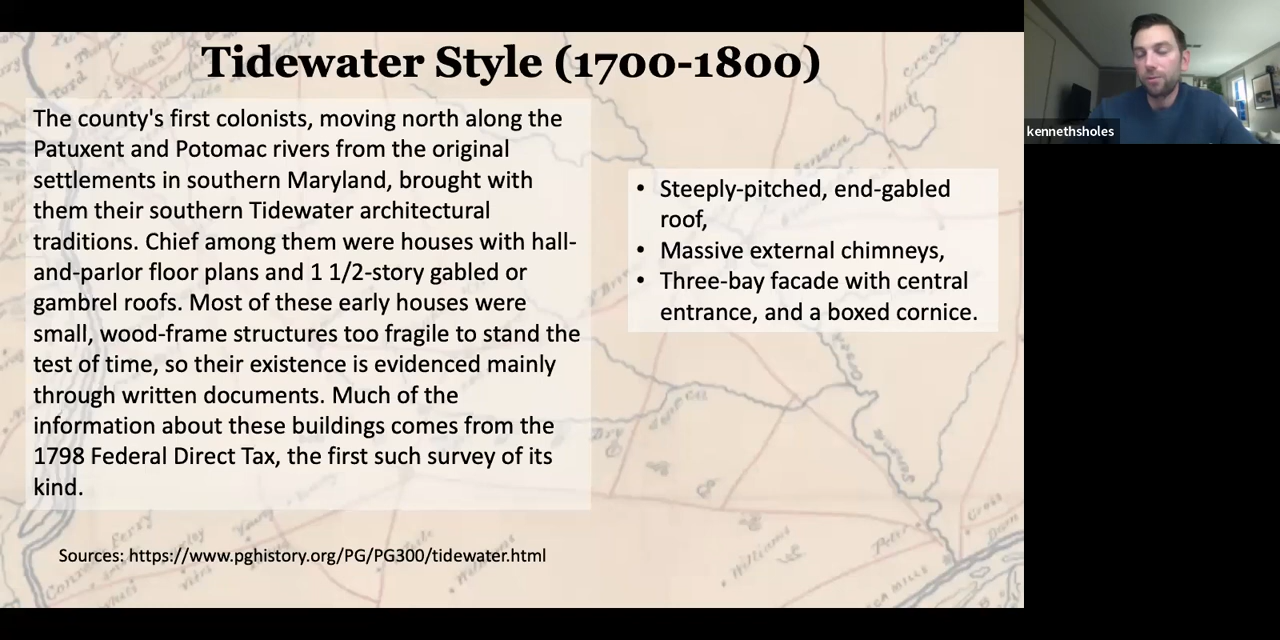 Tidewater Style (1700-1800)
The county's first colonists, moving north along the
Patuxent and Potomac rivers from the original
settlements in southern Maryland, brought with
them their southern Tidewater architectural
traditions. Chief among them were houses with hall-
and-parlor floor plans and 1 1/2-story gabled or
gambrel roofs. Most of these early houses were
small, wood-frame structures too fragile to stand the
test of time, so their existence is evidenced mainly
through written documents. Much of the
information about these buildings comes from the
1798 Federal Direct Tax, the first such survey of its
kind.
• Steeply-pitched, end-gabled
roof,
• Massive external chimneys,
• Three-bay facade with central
entrance, and a boxed cornice.
Sources: https://www.pghistory.org/PG/PG300/tidewater.html
kennethsholes